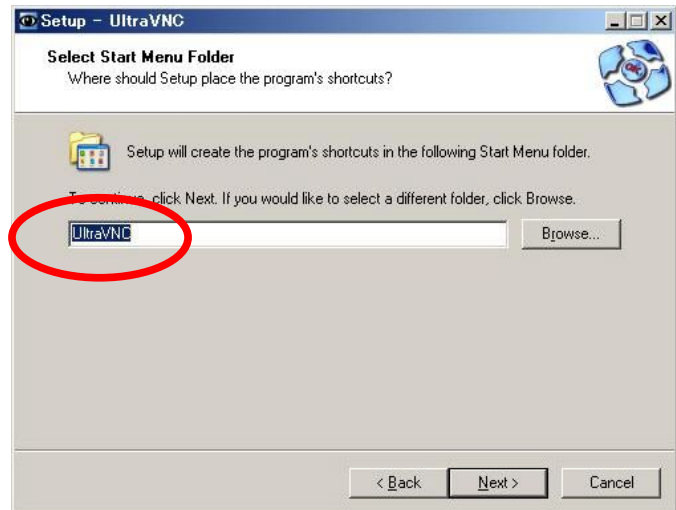 Setup - UltraVNC
Select Start Menu Folder
Where should Setup place the program's shortcuts?
Setup will create the program's shortcuts in the following Start Menu folder.
To continue, click Next. If you would like to select a different folder, click Browse.
UltraVNC
Browse...
< Back
Next >
Cancel